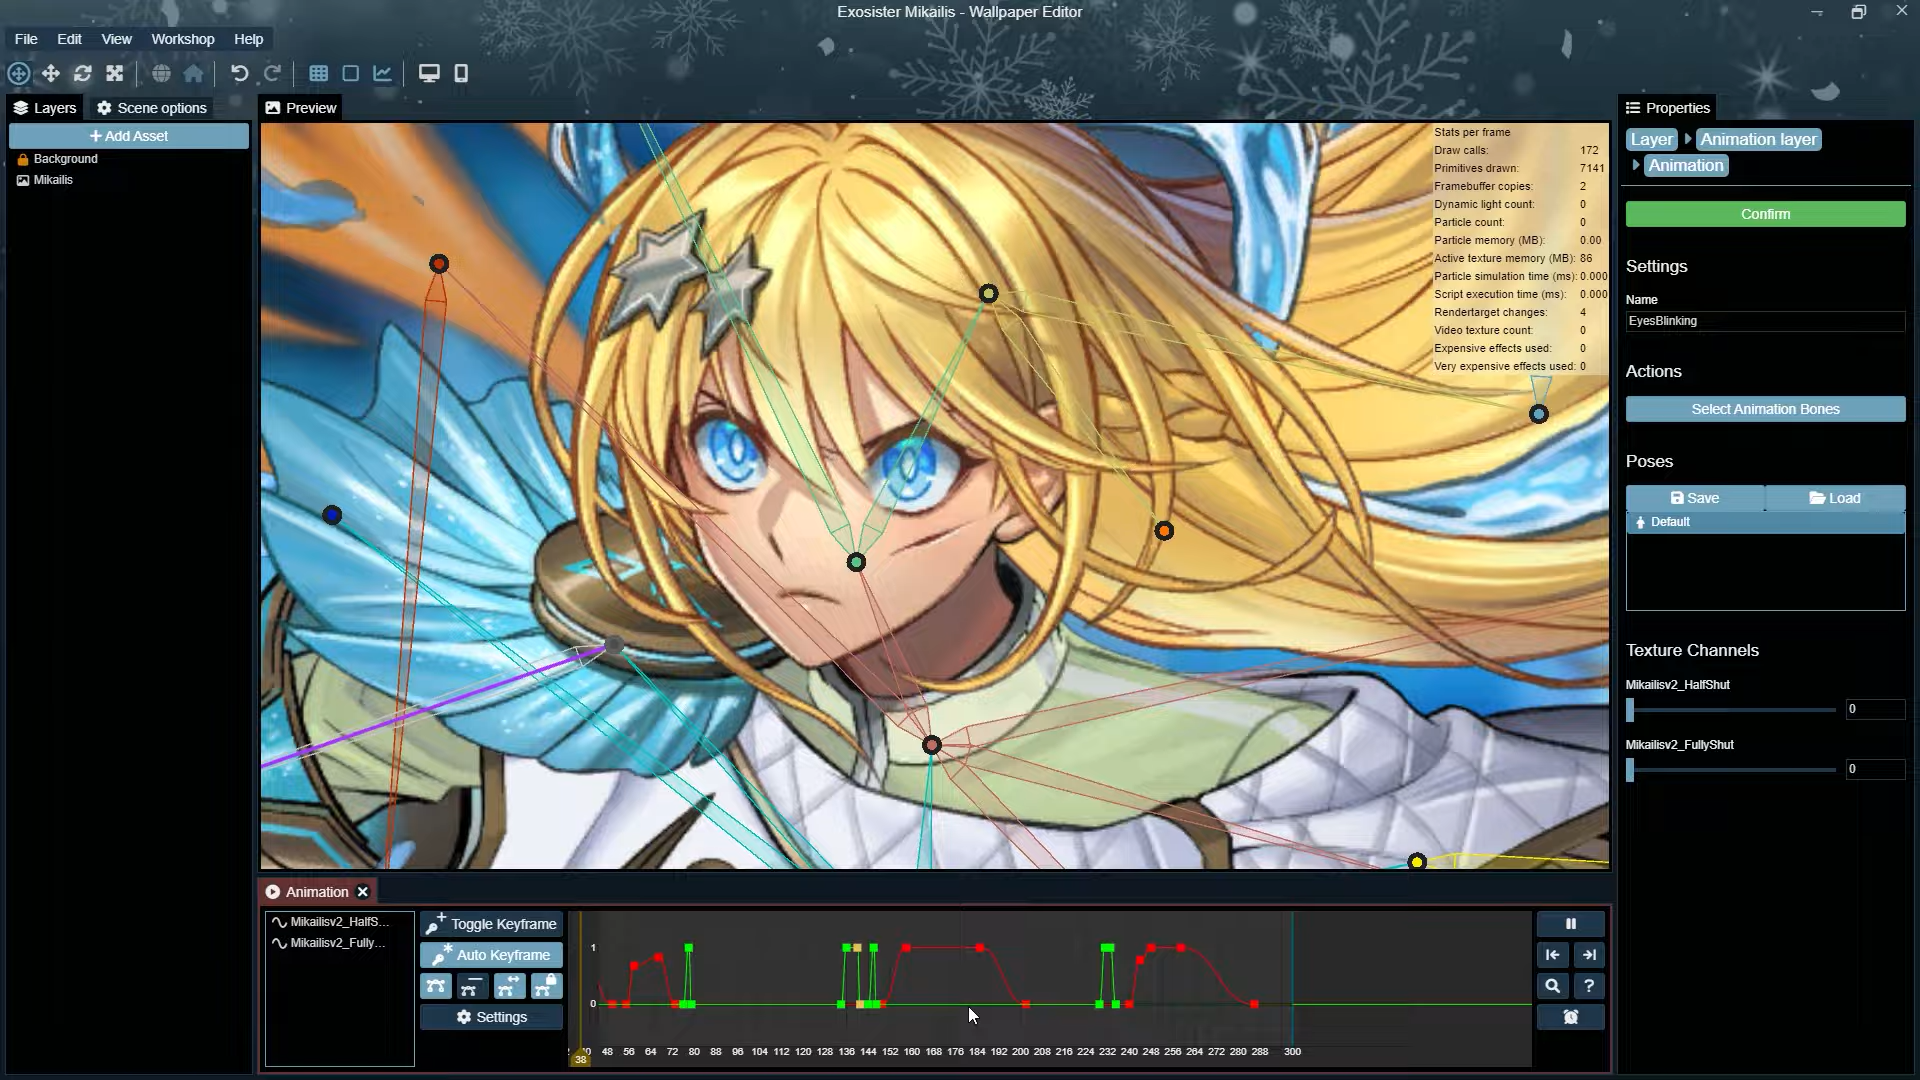 Exosister Mikailis - Wallpaper Editor
File Edit View Workshop Help
Layers Scene options
Preview
Properties
+ Add Asset
Background
Mikailis
Stats per frame
Draw calls: 172
Primitives drawn: 7141
Framebuffer copies: 2
Dynamic light count: 0
Particle count: 0
Particle memory (MB): 0.00
Active texture memory (MB): 86
Particle simulation time (ms): 0.000
Script execution time (ms): 0.000
Rendertarget changes: 4
Video texture count: 0
Expensive effects used: 0
Very expensive effects used: 0
Layer Animation layer
Animation
Confirm
Settings
Name
EyesBlinking
Actions
Select Animation Bones
Poses
Save Load
Default
Texture Channels
Mikailisv2_HalfShut
0
Mikailisv2_FullyShut
0
Animation
Mikailisv2_HalfS...
Mikailisv2_Fully...
Toggle Keyframe
Auto Keyframe
Settings
1
0
48 56 64 72 80 88 96 104 112 120 128 136 144 152 160 168 176 184 192 200 208 216 224 232 240 248 256 264 272 280 288 300
38
?